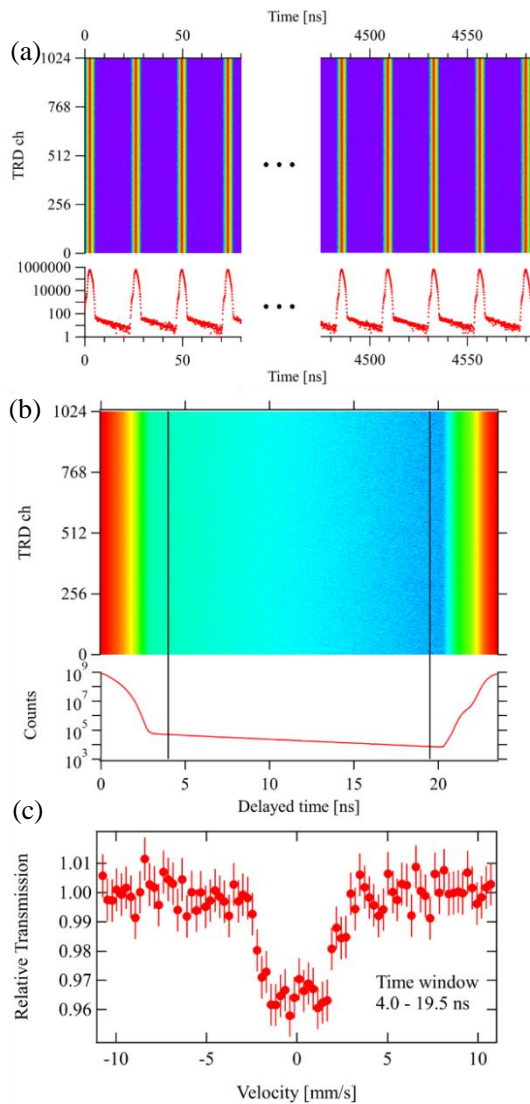 Time [ns]
0 50 4500 4550
(a)
1024
768
TRD ch
512
256
0
1000000
10000
100
1
0 50 4500 4550
Time [ns]
(b)
1024
768
TRD ch
512
256
0
10⁹
10⁷
Counts
10⁵
10³
0 5 10 15 20
Delayed time [ns]
(c)
1.01
1.00
Relative Transmission
0.99
0.98
0.97
0.96
Time window
4.0 - 19.5 ns
-10 -5 0 5 10
Velocity [mm/s]